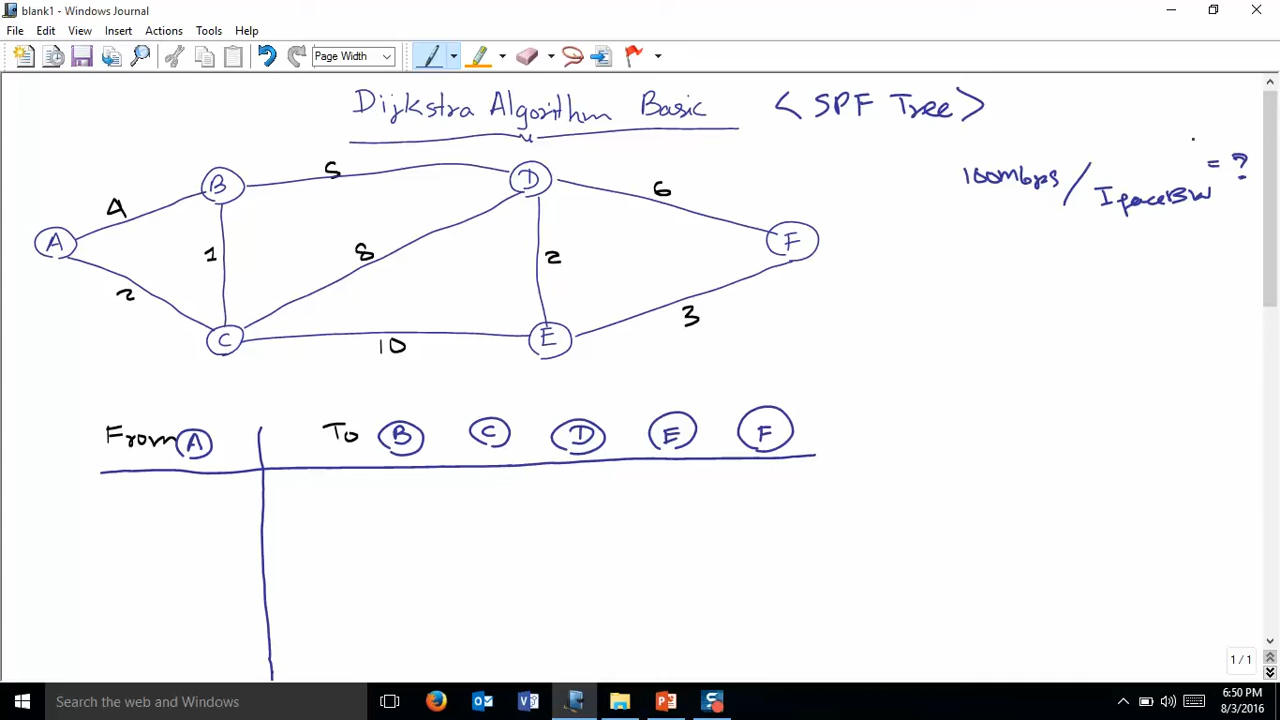 blank1 - Windows Journal
File Edit View Insert Actions Tools Help
Page Width
Dijkstra Algorithm Basic < SPF Tree >
100Mbps / IfaceBW = ?
B 5 D 6
4
A 1 8 2 F
2 3
C 10 E
From A To B C D E F
1 / 1
Search the web and Windows
6:50 PM
8/3/2016